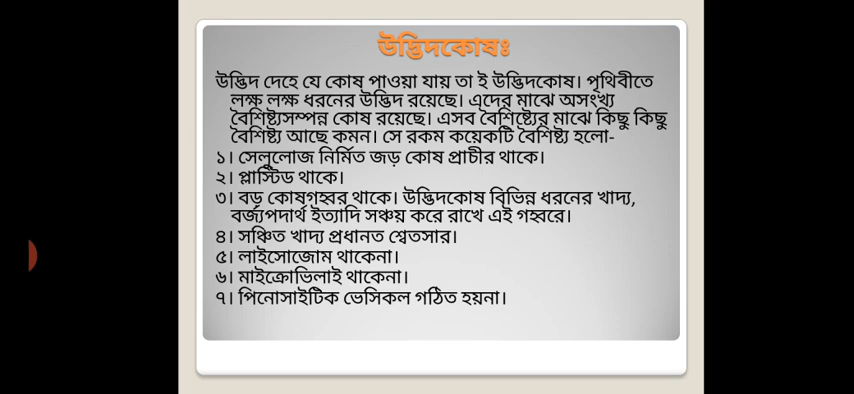 উদ্ভিদকোষঃ
উদ্ভিদ দেহে যে কোষ পাওয়া যায় তা ই উদ্ভিদকোষ। পৃথিবীতে
লক্ষ লক্ষ ধরনের উদ্ভিদ রয়েছে। এদের মাঝে অসংখ্য
বৈশিষ্ট্যসম্পন্ন কোষ রয়েছে। এসব বৈশিষ্ট্যের মাঝে কিছু কিছু
বৈশিষ্ট্য আছে কমন। সে রকম কয়েকটি বৈশিষ্ট্য হলো-
১। সেলুলোজ নির্মিত জড় কোষ প্রাচীর থাকে।
২। প্লাস্টিড থাকে।
৩। বড় কোষগহ্বর থাকে। উদ্ভিদকোষ বিভিন্ন ধরনের খাদ্য,
বর্জ্যপদার্থ ইত্যাদি সঞ্চয় করে রাখে এই গহ্বরে।
৪। সঞ্চিত খাদ্য প্রধানত শ্বেতসার।
৫। লাইসোজোম থাকেনা।
৬। মাইক্রোভিলাই থাকেনা।
৭। পিনোসাইটিক ভেসিকল গঠিত হয়না।